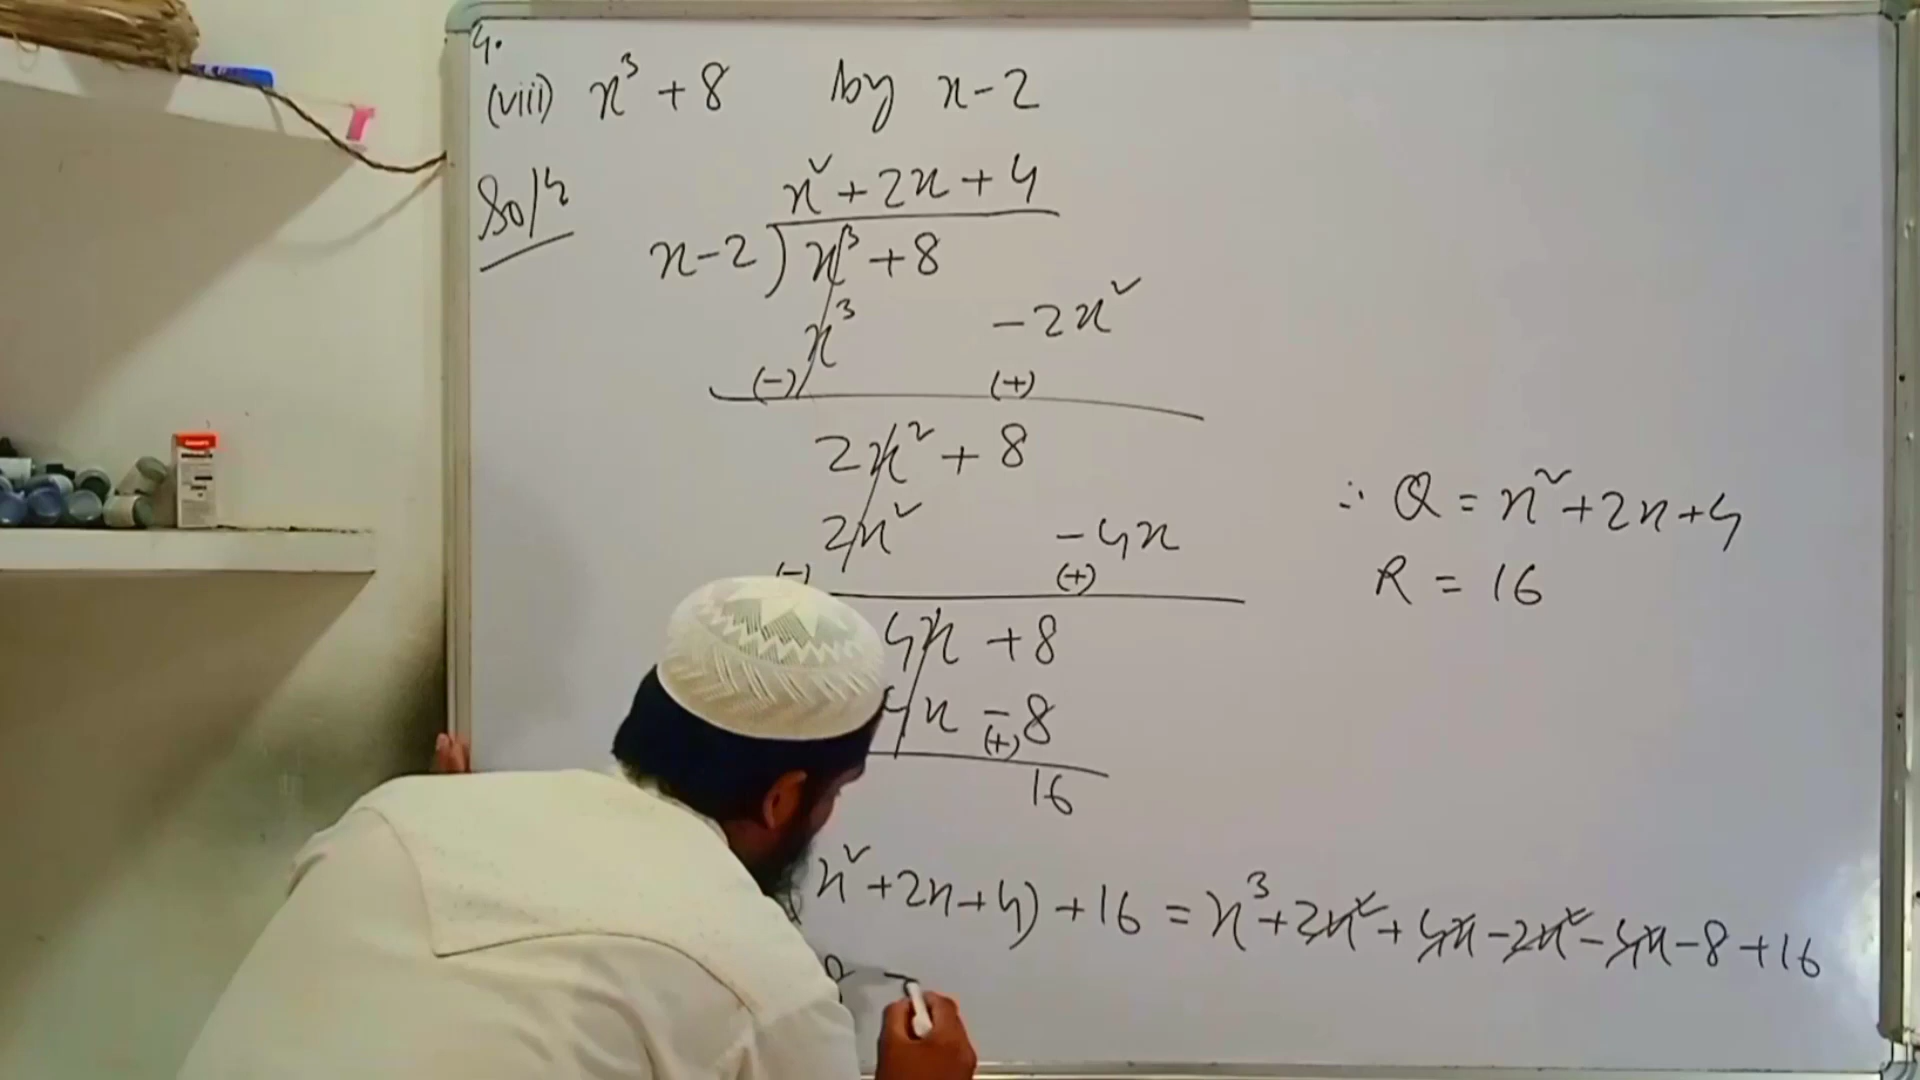 4.
(viii) x³ + 8 by x - 2
Solⁿ
x² + 2x + 4
x - 2 ) x³ + 8
x³ - 2x²
(-) (+)
2x² + 8
2x² - 4x
(-) (+)
4x + 8
4x - 8
(+)
16
∴ Q = x² + 2x + 4
R = 16
x² + 2x + 4) + 16 = x³ + 2x² + 4x - 2x² - 4x - 8 + 16